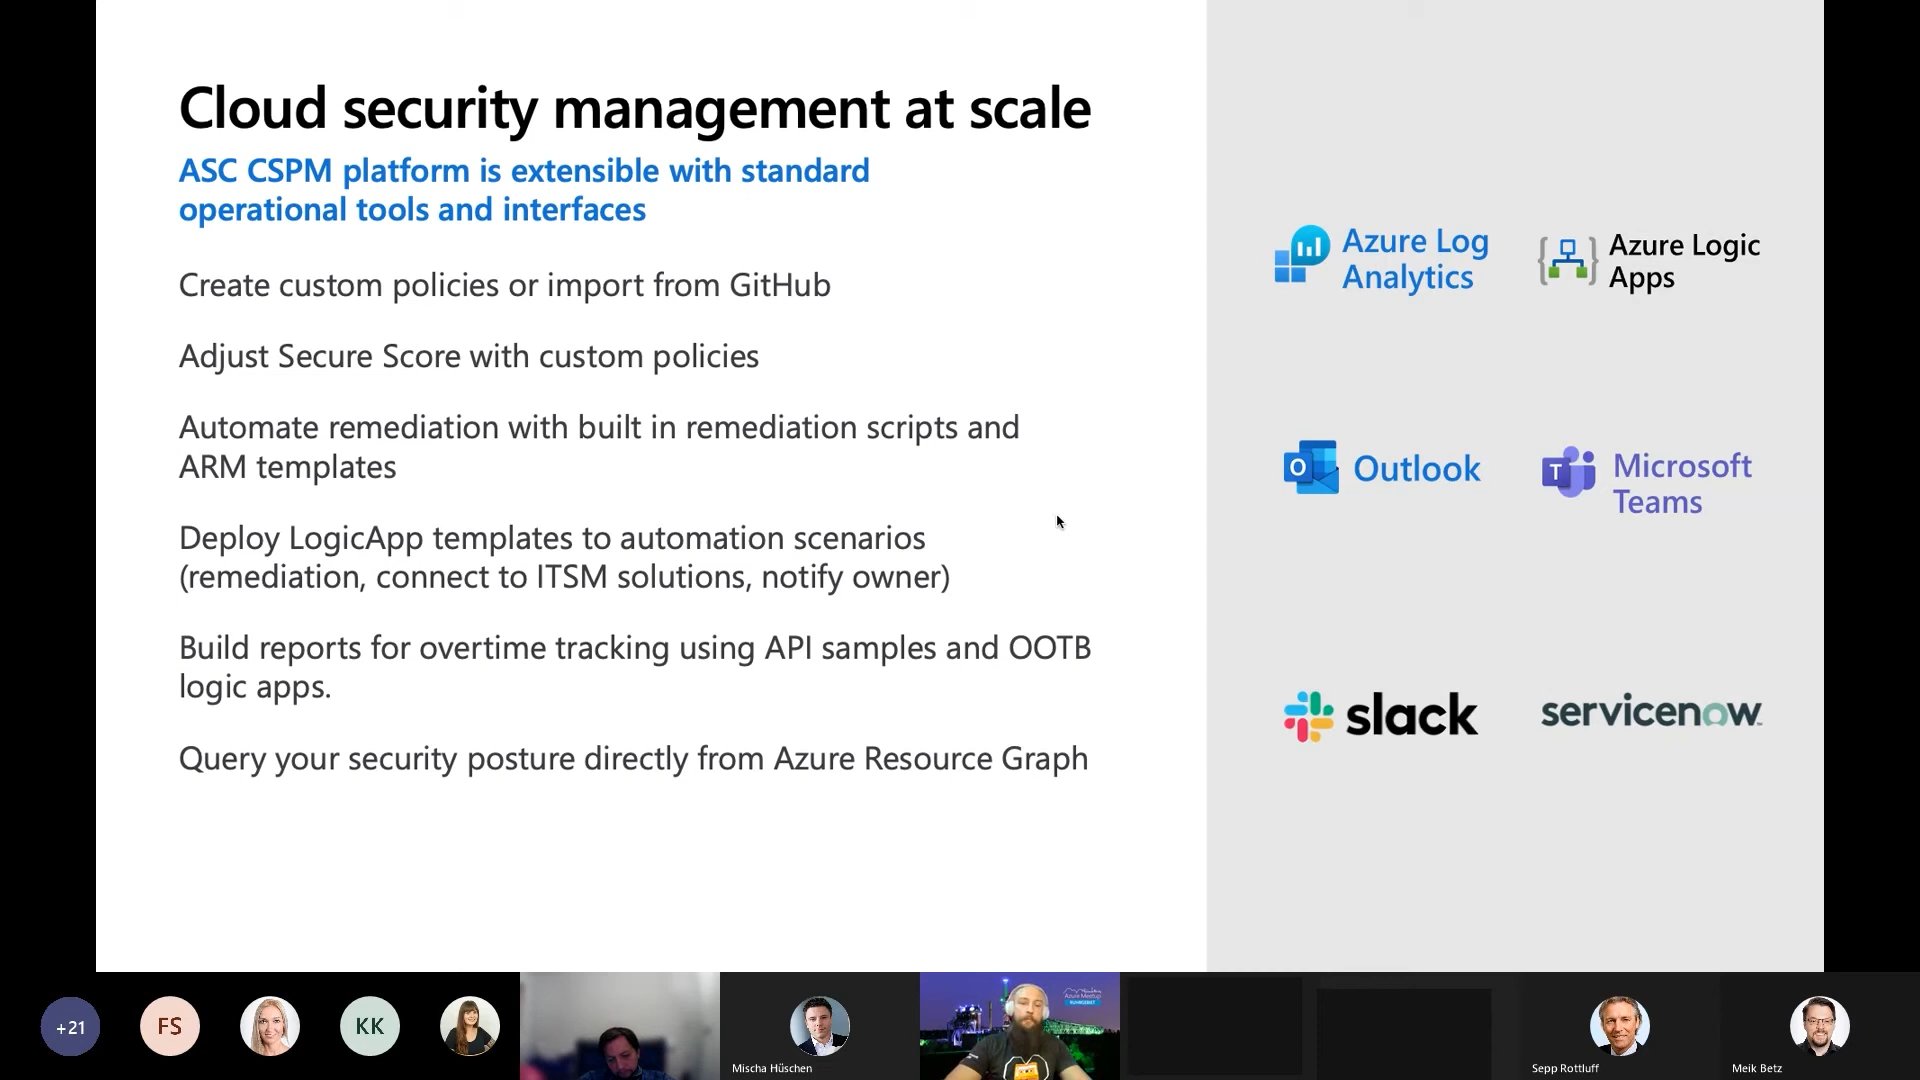 Cloud security management at scale
ASC CSPM platform is extensible with standard
operational tools and interfaces
Create custom policies or import from GitHub
Adjust Secure Score with custom policies
Automate remediation with built in remediation scripts and
ARM templates
Deploy LogicApp templates to automation scenarios
(remediation, connect to ITSM solutions, notify owner)
Build reports for overtime tracking using API samples and OOTB
logic apps.
Query your security posture directly from Azure Resource Graph
Azure Log
Analytics
Azure Logic
Apps
O
Outlook
T
Microsoft
Teams
slack
servicenow
+21
FS
KK
Mischa Hüschen
Azure Meetup
Sepp Rottluff
Meik Betz